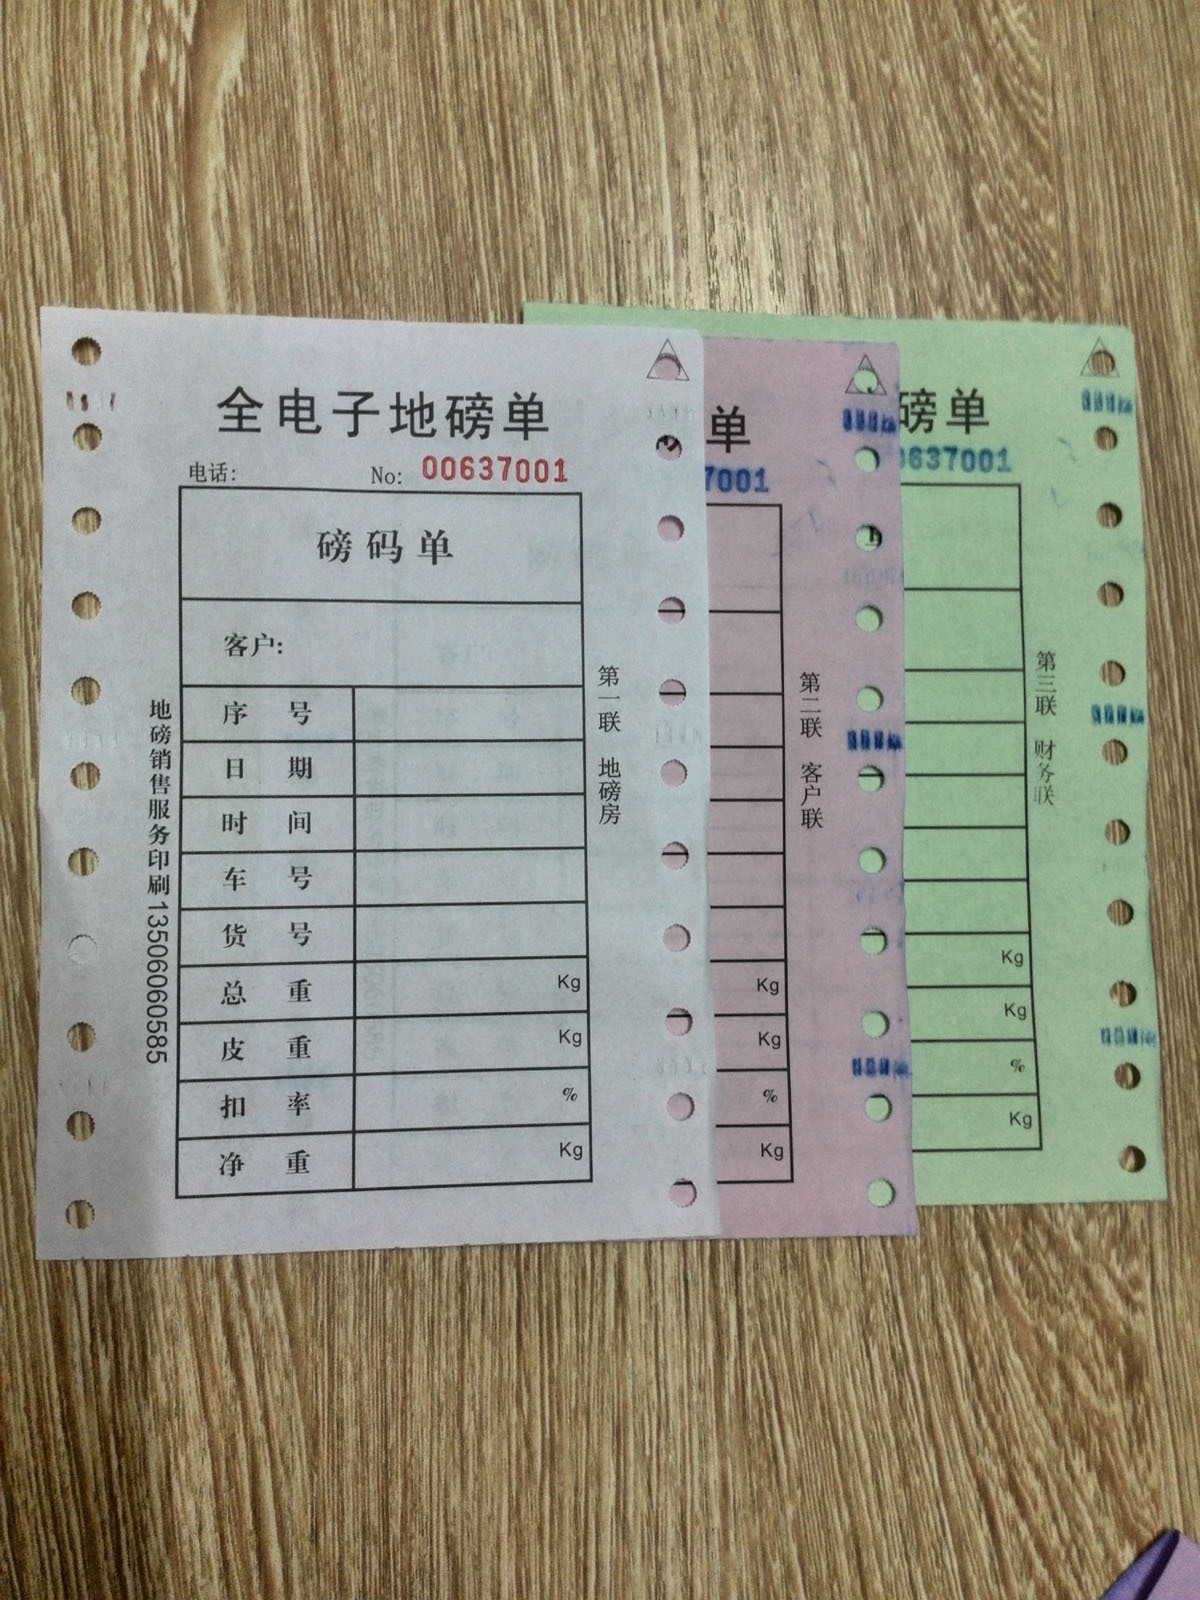 全电子地磅单
电话:
No: 00637001
磅码单
客户:
序 号
日 期
时 间
车 号
货 号
总 重 Kg
皮 重 Kg
扣 率 %
净 重 Kg
地磅销售服务印刷13506060585
第一联 地磅房
单
7001
Kg
Kg
%
Kg
第二联 客户联
磅单
0637001
Kg
Kg
%
Kg
第三联 财务联